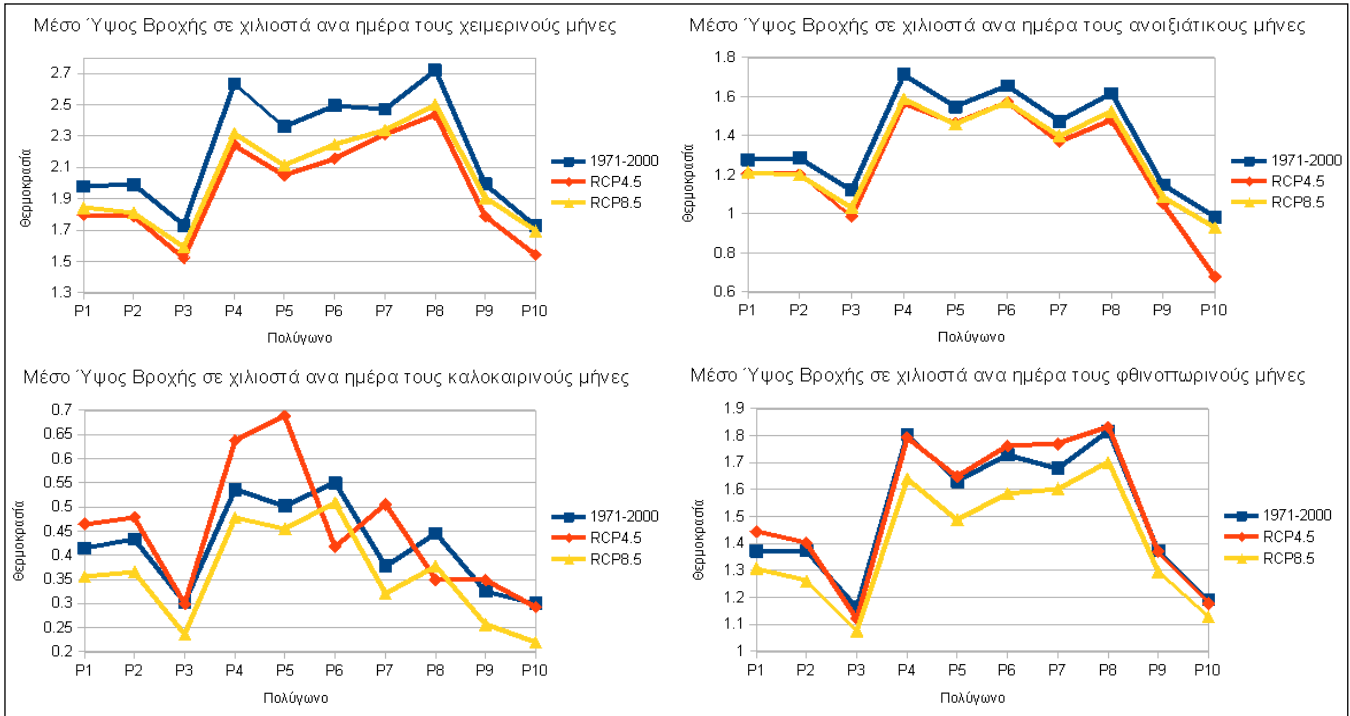 Μέσο Ύψος Βροχής σε χιλιοστά ανα ημέρα τους χειμερινούς μήνες
2.7
2.5
2.3
2.1
1.9
1.7
1.5
1.3
Θερμοκρασία
P1 P2 P3 P4 P5 P6 P7 P8 P9 P10
Πολύγωνο
1971-2000
RCP4.5
RCP8.5
Μέσο Ύψος Βροχής σε χιλιοστά ανα ημέρα τους ανοιξιάτικους μήνες
1.8
1.6
1.4
1.2
1
0.8
0.6
Θερμοκρασία
P1 P2 P3 P4 P5 P6 P7 P8 P9 P10
Πολύγωνο
1971-2000
RCP4.5
RCP8.5
Μέσο Ύψος Βροχής σε χιλιοστά ανα ημέρα τους καλοκαιρινούς μήνες
0.7
0.65
0.6
0.55
0.5
0.45
0.4
0.35
0.3
0.25
0.2
Θερμοκρασία
P1 P2 P3 P4 P5 P6 P7 P8 P9 P10
Πολύγωνο
1971-2000
RCP4.5
RCP8.5
Μέσο Ύψος Βροχής σε χιλιοστά ανα ημέρα τους φθινοπωρινούς μήνες
1.9
1.8
1.7
1.6
1.5
1.4
1.3
1.2
1.1
1
Θερμοκρασία
P1 P2 P3 P4 P5 P6 P7 P8 P9 P10
Πολύγωνο
1971-2000
RCP4.5
RCP8.5